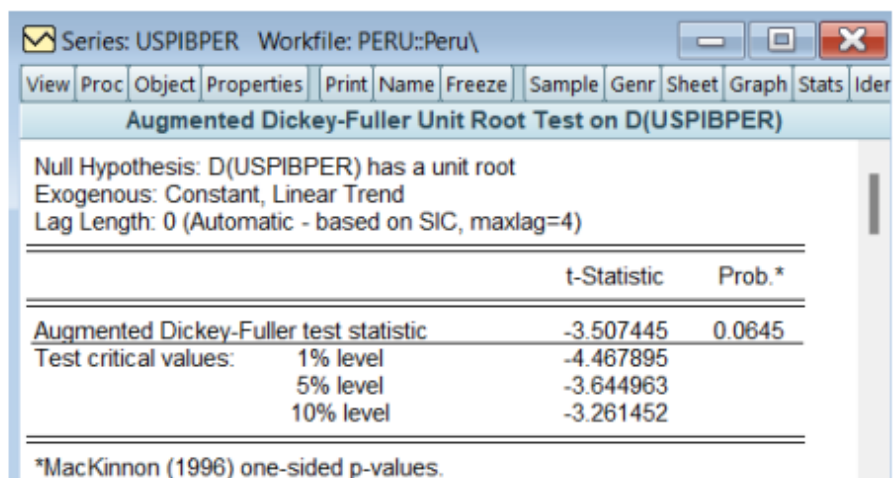 Series: USPIBPER Workfile: PERU::Peru\
View Proc Object Properties Print Name Freeze Sample Genr Sheet Graph Stats Ider
Augmented Dickey-Fuller Unit Root Test on D(USPIBPER)
Null Hypothesis: D(USPIBPER) has a unit root
Exogenous: Constant, Linear Trend
Lag Length: 0 (Automatic - based on SIC, maxlag=4)
t-Statistic Prob.*
Augmented Dickey-Fuller test statistic -3.507445 0.0645
Test critical values: 1% level -4.467895
5% level -3.644963
10% level -3.261452
*MacKinnon (1996) one-sided p-values.